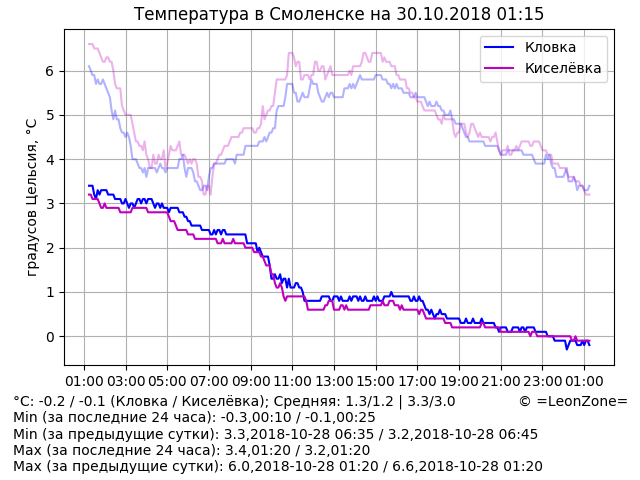 Температура в Смоленске на 30.10.2018 01:15
Кловка
Киселёвка
градусов Цельсия, °C
6
5
4
3
2
1
0
01:00 03:00 05:00 07:00 09:00 11:00 13:00 15:00 17:00 19:00 21:00 23:00 01:00
°C: -0.2 / -0.1 (Кловка / Киселёвка); Средняя: 1.3/1.2 | 3.3/3.0 © =LeonZone=
Min (за последние 24 часа): -0.3,00:10 / -0.1,00:25
Min (за предыдущие сутки): 3.3,2018-10-28 06:35 / 3.2,2018-10-28 06:45
Max (за последние 24 часа): 3.4,01:20 / 3.2,01:20
Max (за предыдущие сутки): 6.0,2018-10-28 01:20 / 6.6,2018-10-28 01:20